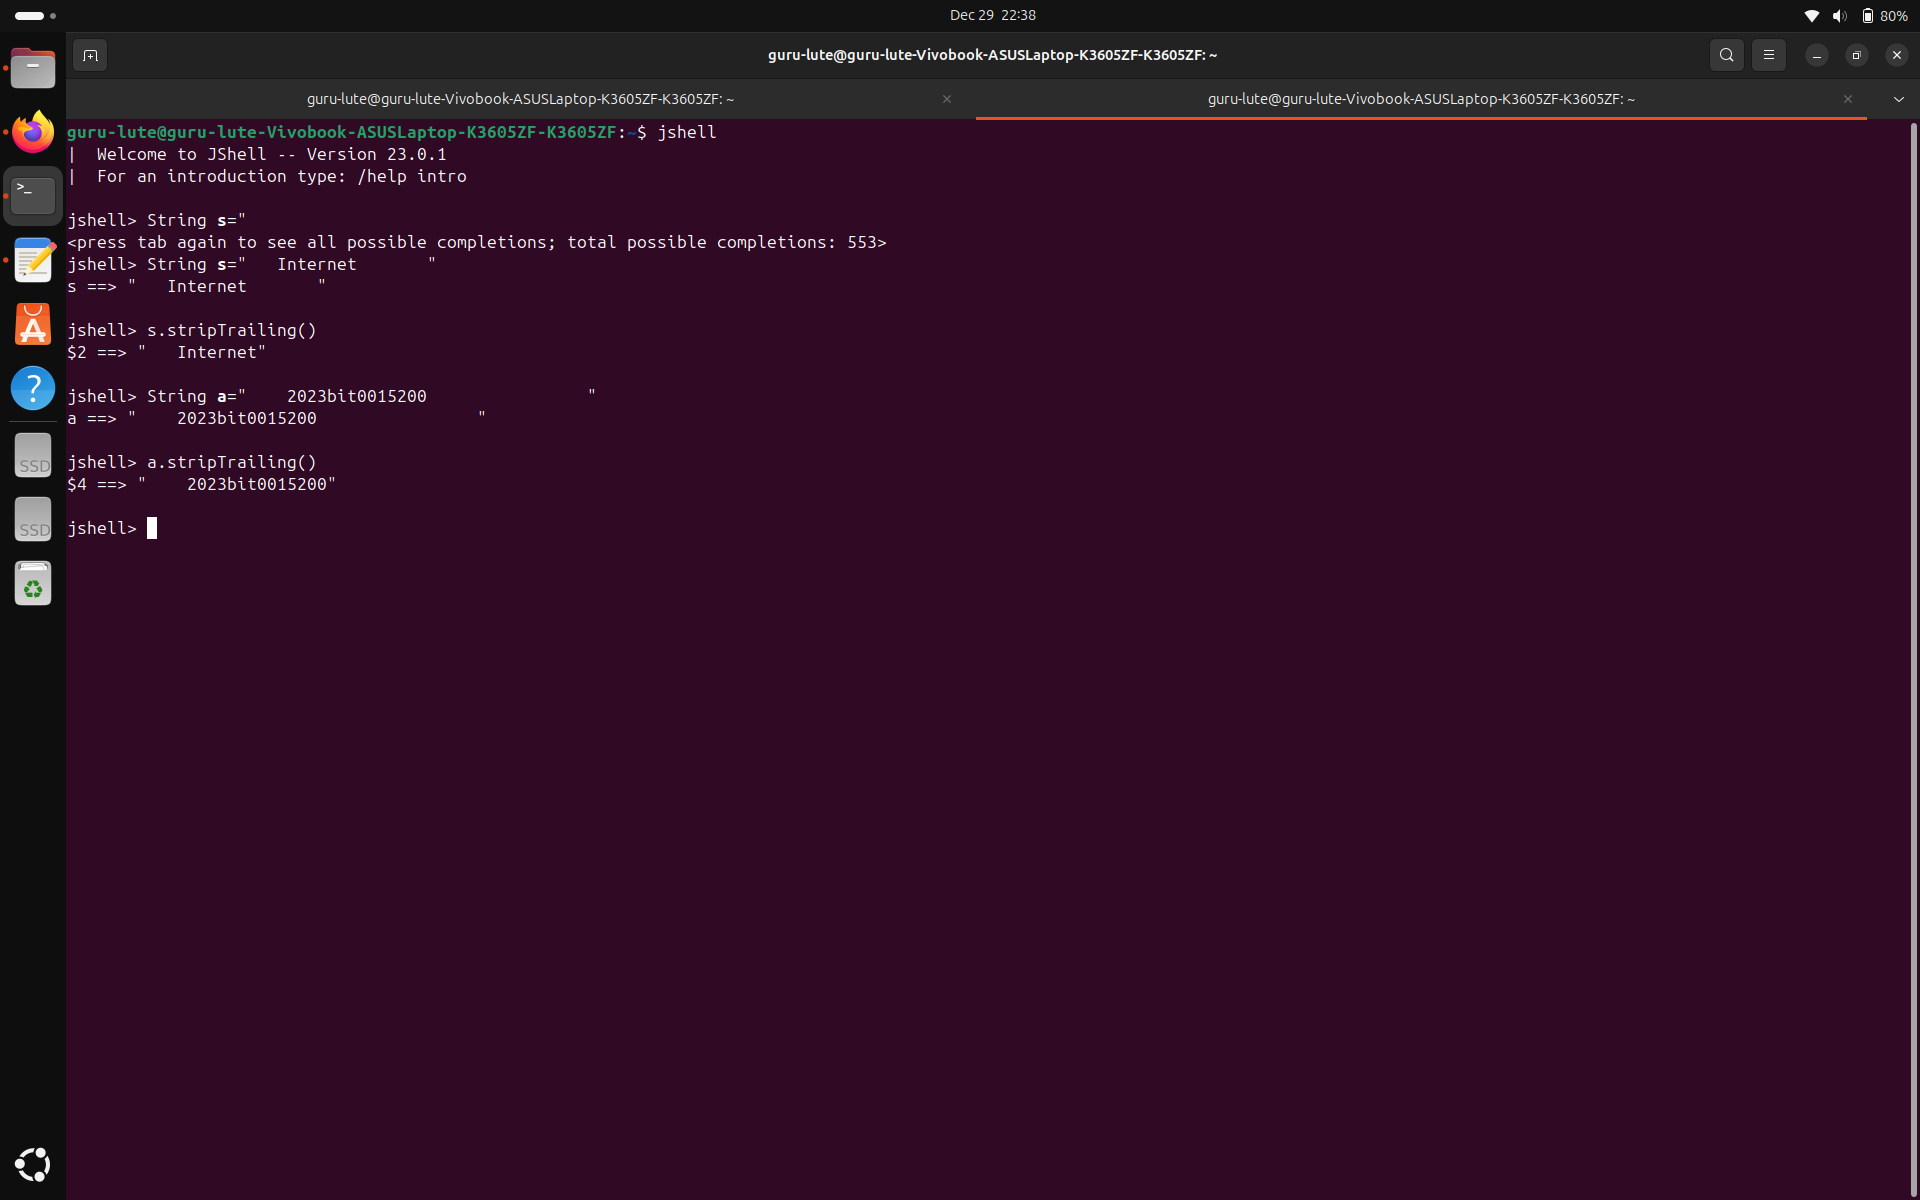 Dec 29 22:38
80%
guru-lute@guru-lute-Vivobook-ASUSLaptop-K3605ZF-K3605ZF: ~
guru-lute@guru-lute-Vivobook-ASUSLaptop-K3605ZF-K3605ZF: ~
guru-lute@guru-lute-Vivobook-ASUSLaptop-K3605ZF-K3605ZF: ~
guru-lute@guru-lute-Vivobook-ASUSLaptop-K3605ZF-K3605ZF:~$ jshell
|  Welcome to JShell -- Version 23.0.1
|  For an introduction type: /help intro
jshell> String s="
<press tab again to see all possible completions; total possible completions: 553>
jshell> String s="   Internet       "
s ==> "   Internet       "
jshell> s.stripTrailing()
$2 ==> "   Internet"
jshell> String a="    2023bit0015200                "
a ==> "    2023bit0015200                "
jshell> a.stripTrailing()
$4 ==> "    2023bit0015200"
jshell>
SSD
SSD